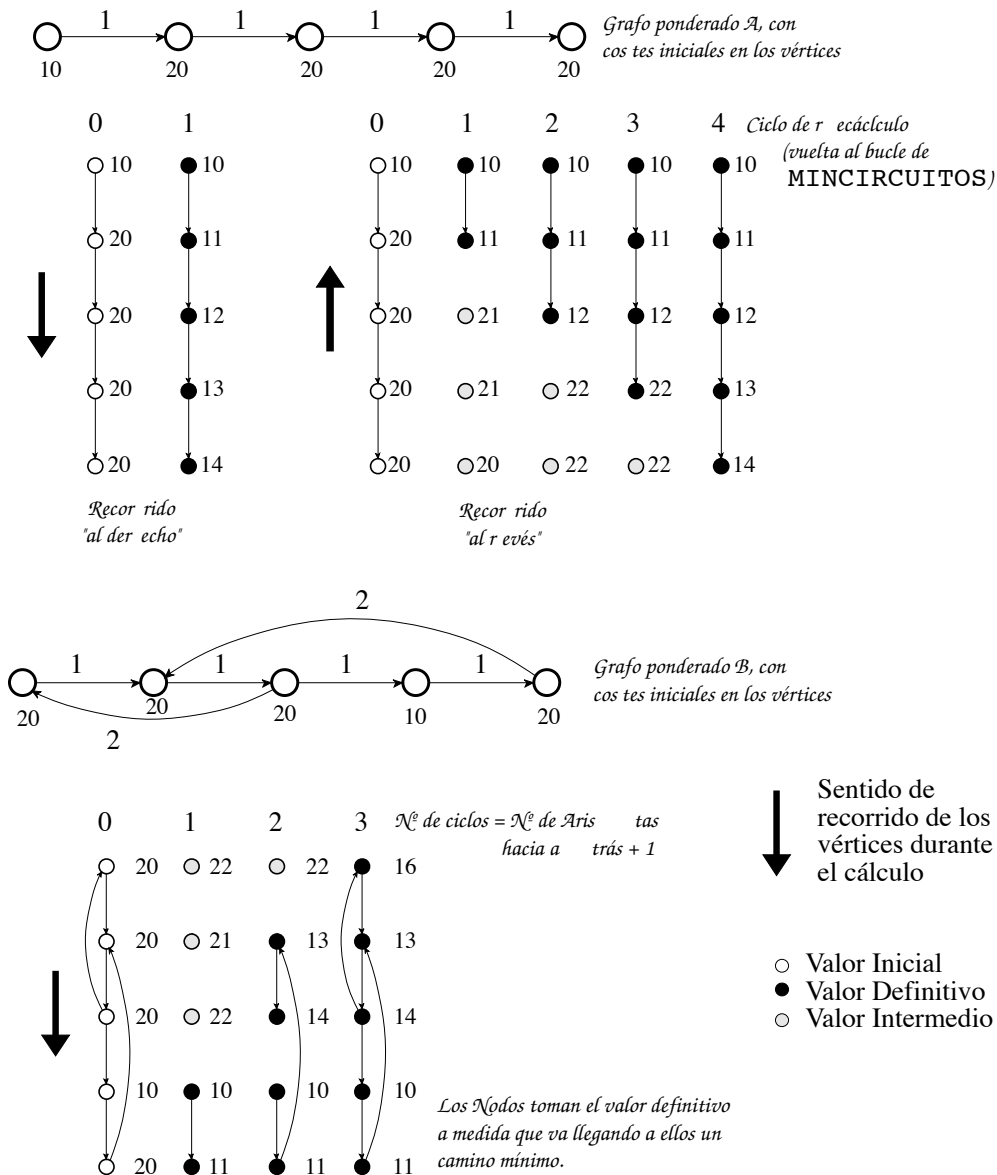 1 1 1 1
Grafo ponderado A, con
cos tes iniciales en los vértices
10 20 20 20 20
0 1 0 1 2 3 4 Ciclo de r ecáclculo
(vuelta al bucle de
MINCIRCUITOS)
10 10 10 10 10 10 10
20 11 20 11 11 11 11
20 12 20 21 12 12 12
20 13 20 21 22 22 13
20 14 20 20 22 22 14
Recor rido
"al der echo"
Recor rido
"al r evés"
2
1 1 1 1
Grafo ponderado B, con
cos tes iniciales en los vértices
20 20 20 10 20
2
Sentido de
recorrido de los
vértices durante
el cálculo
0 1 2 3 Nº de ciclos = Nº de Aris tas
hacia a trás + 1
20 22 22 16
20 21 13 13
20 22 14 14
10 10 10 10
20 11 11 11
Valor Inicial
Valor Definitivo
Valor Intermedio
Los Nodos toman el valor definitivo
a medida que va llegando a ellos un
camino mínimo.